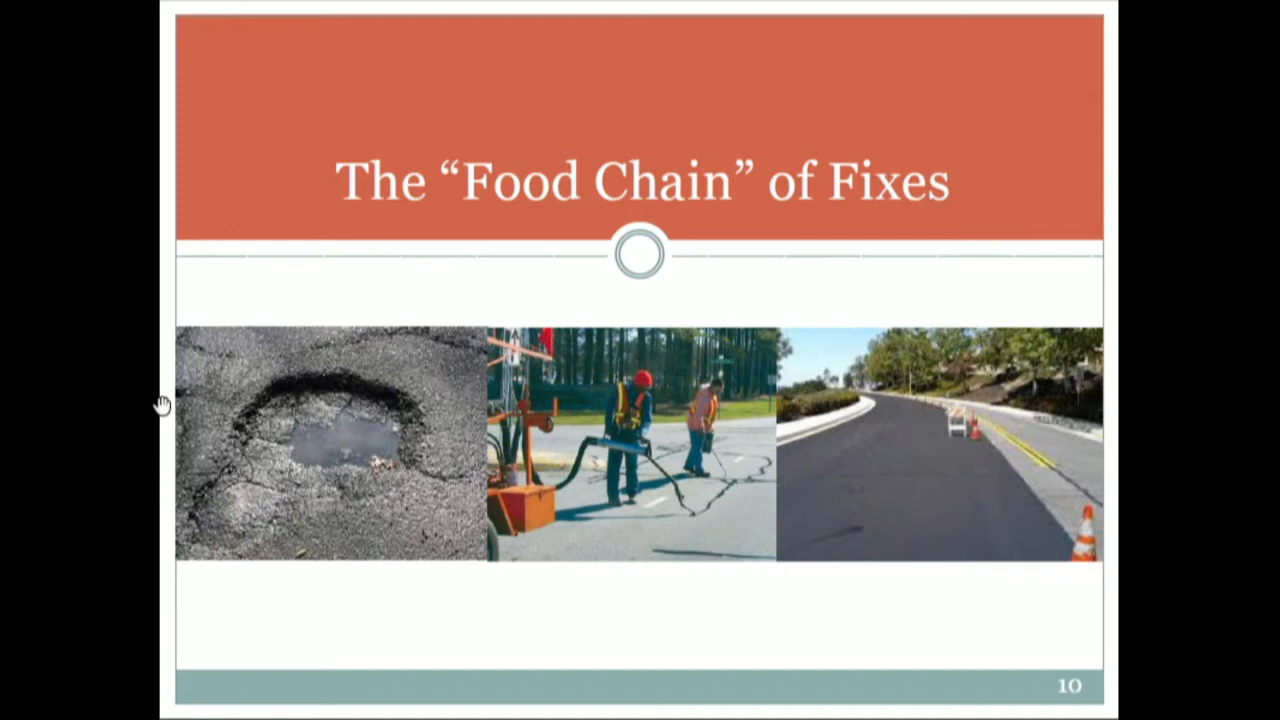 The “Food Chain” of Fixes
10